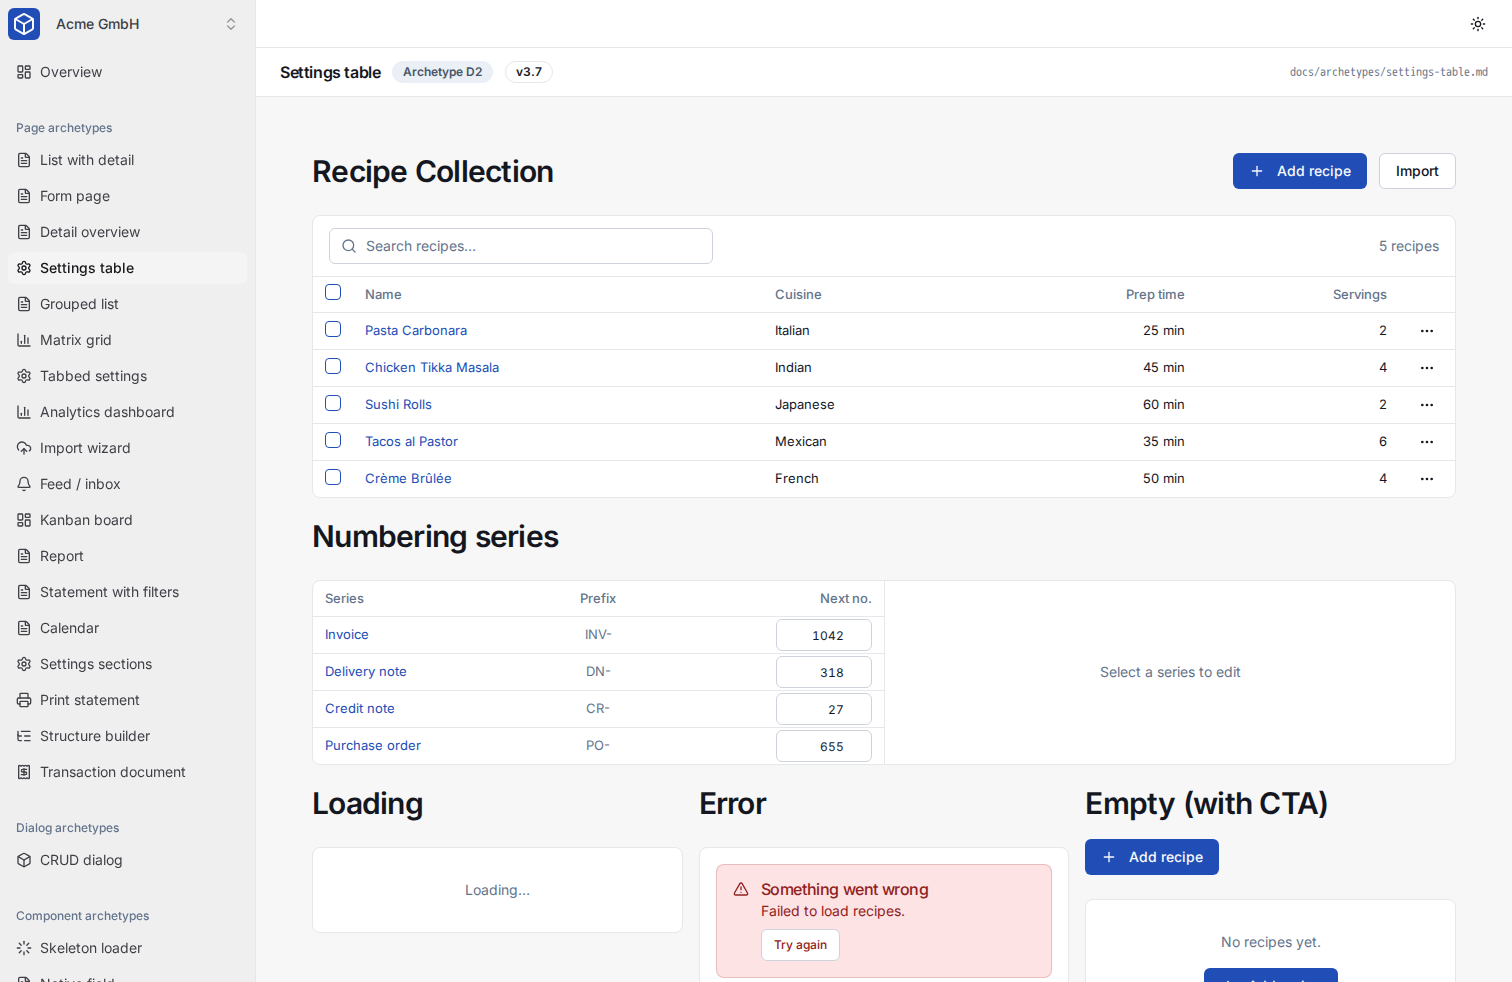 Acme GmbH
Overview
Page archetypes
List with detail
Form page
Detail overview
Settings table
Grouped list
Matrix grid
Tabbed settings
Analytics dashboard
Import wizard
Feed / inbox
Kanban board
Report
Statement with filters
Calendar
Settings sections
Print statement
Structure builder
Transaction document
Dialog archetypes
CRUD dialog
Component archetypes
Skeleton loader
Settings table Archetype D2 v3.7 docs/archetypes/settings-table.md
Recipe Collection Add recipe Import
Search recipes... 5 recipes
Name Cuisine Prep time Servings
Pasta Carbonara Italian 25 min 2
Chicken Tikka Masala Indian 45 min 4
Sushi Rolls Japanese 60 min 2
Tacos al Pastor Mexican 35 min 6
Crème Brûlée French 50 min 4
Numbering series
Series Prefix Next no.
Invoice INV- 1042
Delivery note DN- 318
Credit note CR- 27
Purchase order PO- 655
Select a series to edit
Loading
Loading...
Error
Something went wrong
Failed to load recipes.
Try again
Empty (with CTA)
Add recipe
No recipes yet.